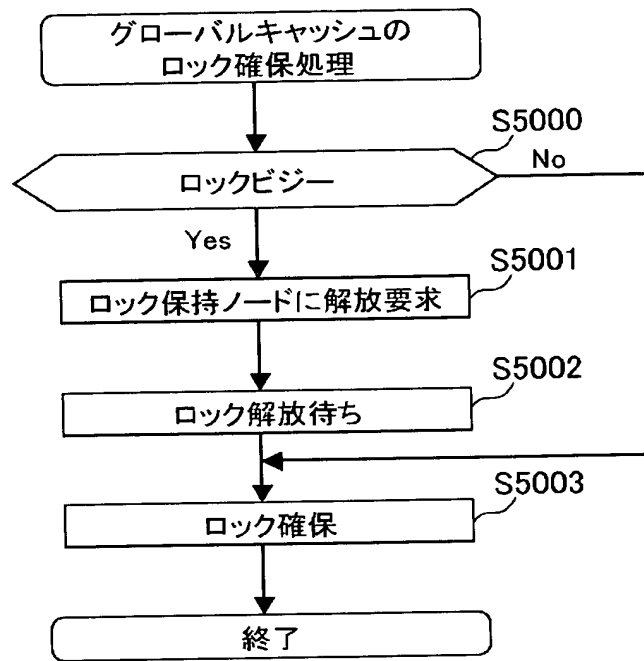 グローバルキャッシュの
ロック確保処理
S5000
ロックビジー
No
Yes
S5001
ロック保持ノードに解放要求
S5002
ロック解放待ち
S5003
ロック確保
終了